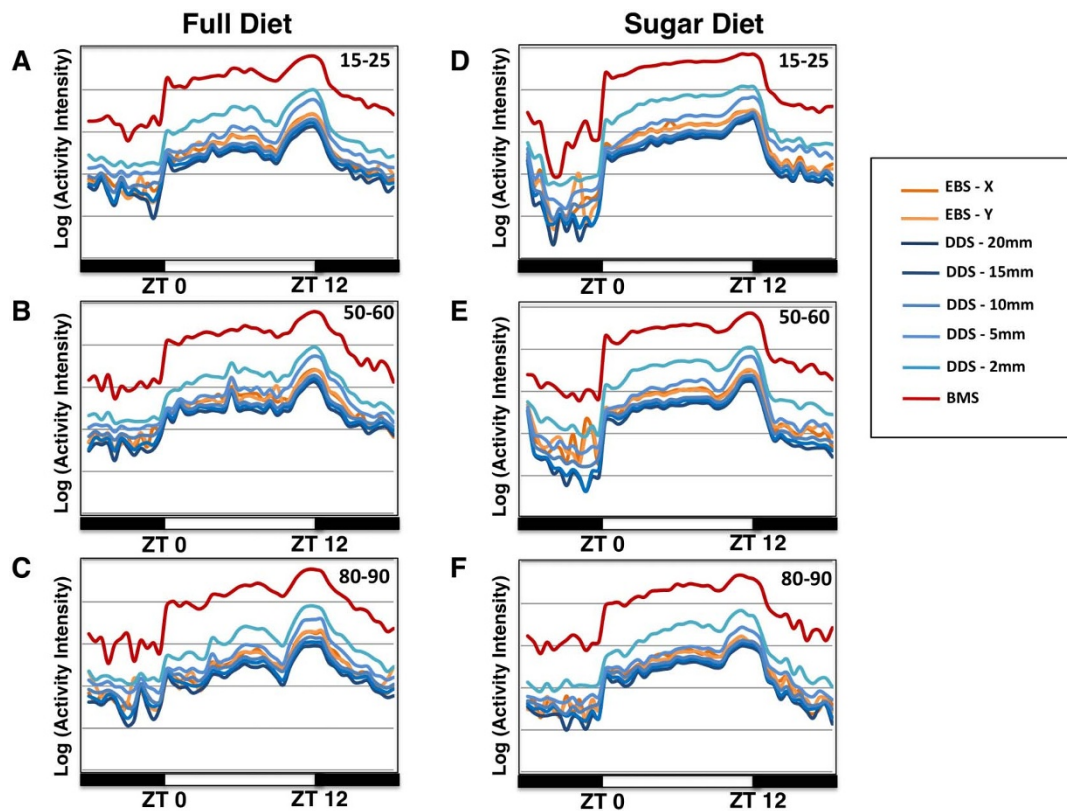 Full Diet
Sugar Diet
A
Log (Activity Intensity)
15-25
ZT 0
ZT 12
D
Log (Activity Intensity)
15-25
ZT 0
ZT 12
B
Log (Activity Intensity)
50-60
ZT 0
ZT 12
E
Log (Activity Intensity)
50-60
ZT 0
ZT 12
C
Log (Activity Intensity)
80-90
ZT 0
ZT 12
F
Log (Activity Intensity)
80-90
ZT 0
ZT 12
EBS - X
EBS - Y
DDS - 20mm
DDS - 15mm
DDS - 10mm
DDS - 5mm
DDS - 2mm
BMS